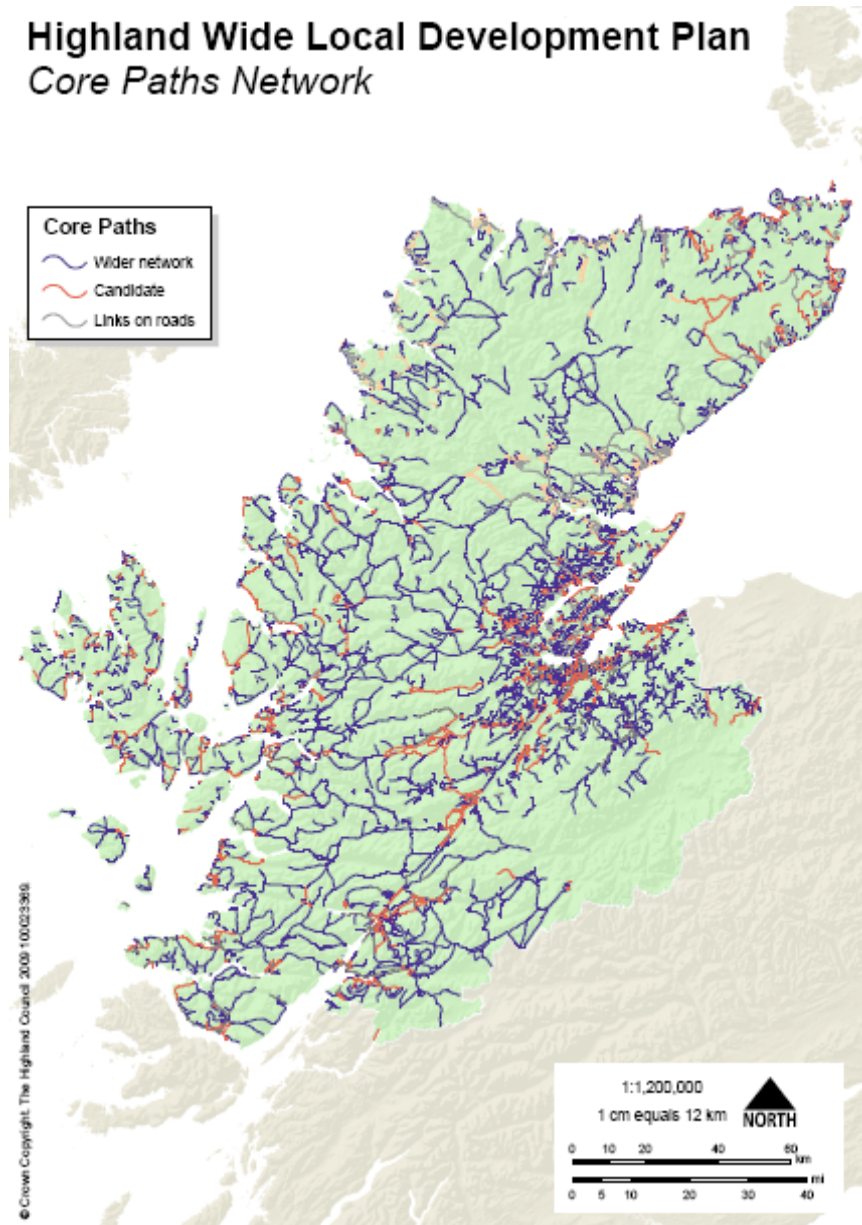 Highland Wide Local Development Plan
Core Paths Network
Core Paths
Wider network
Candidate
Links on roads
© Crown Copyright. The Highland Council 2009 100023369.
1:1,200,000
1 cm equals 12 km
NORTH
0 10 20 40 60
km
mi
0 5 10 20 30 40